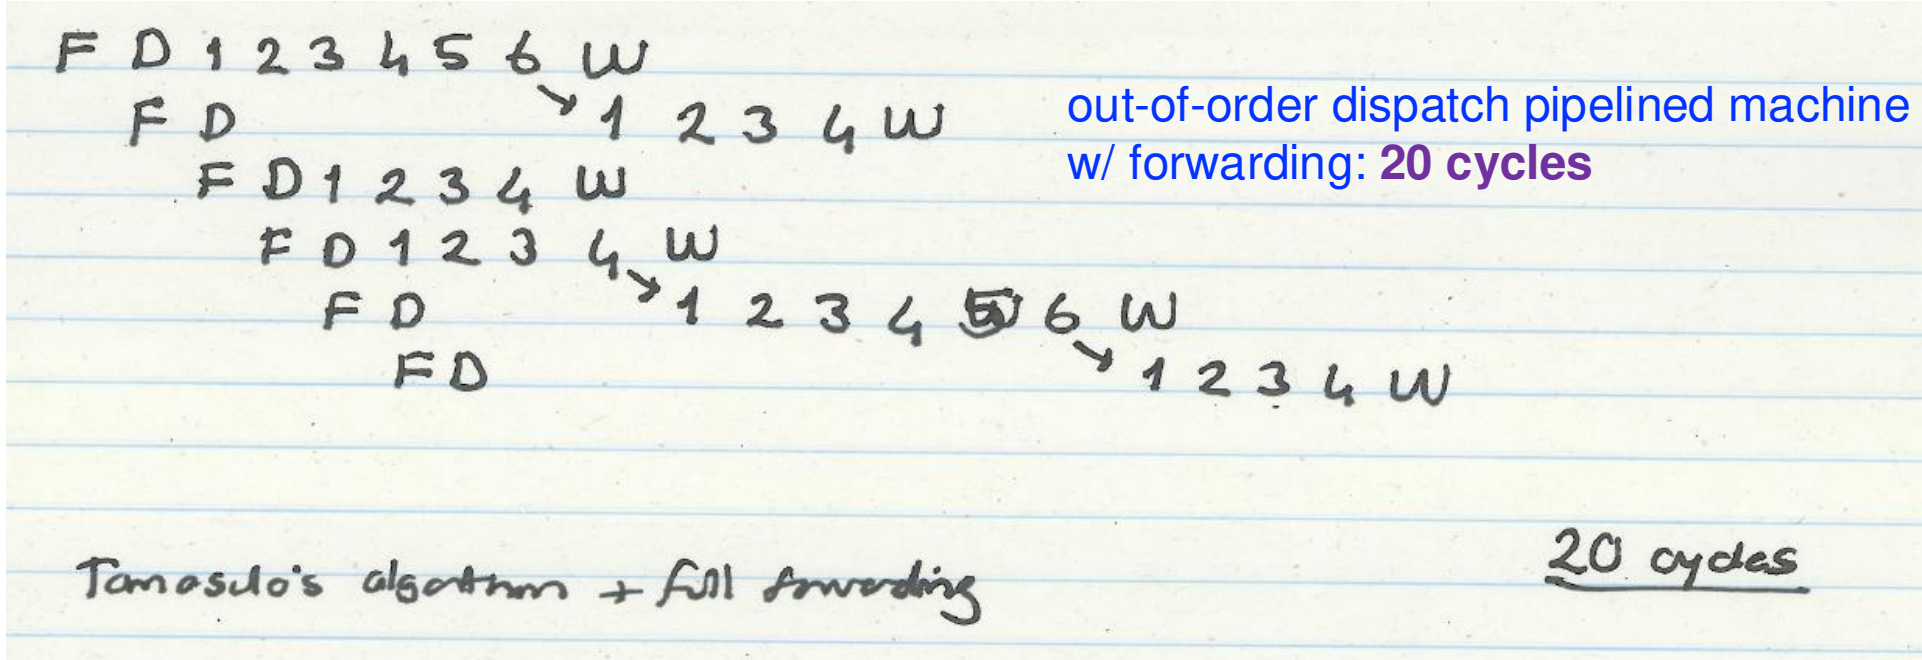 F D 1 2 3 4 5 6 W
F D 1 2 3 4 W
out-of-order dispatch pipelined machine
w/ forwarding: 20 cycles
F D 1 2 3 4 W
F D 1 2 3 4 W
F D 1 2 3 4 5 6 W
F D 1 2 3 4 W
20 cycles
Tomasulo's algorithm + full forwarding